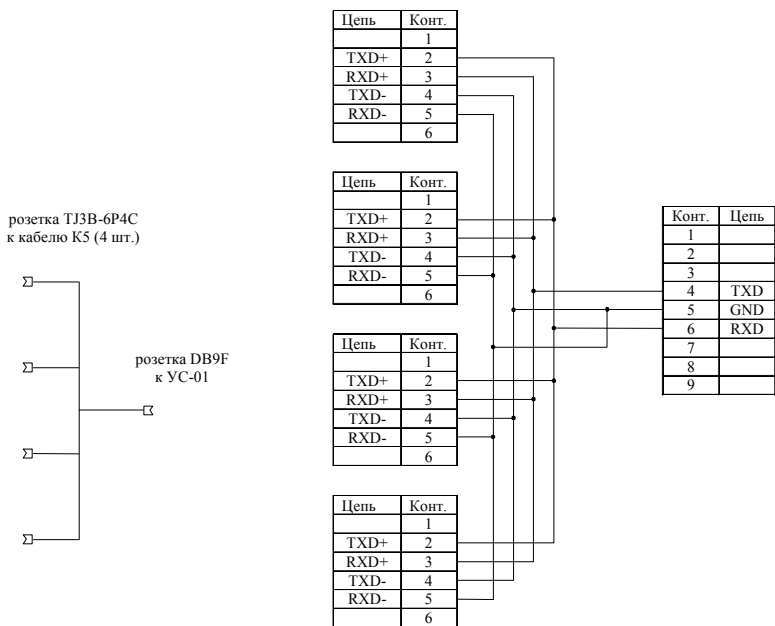 розетка TJ3B-6P4C
к кабелю К5 (4 шт.)
розетка DB9F
к УС-01
Цепь Конт.
1
TXD+ 2
RXD+ 3
TXD- 4
RXD- 5
6
Цепь Конт.
1
TXD+ 2
RXD+ 3
TXD- 4
RXD- 5
6
Цепь Конт.
1
TXD+ 2
RXD+ 3
TXD- 4
RXD- 5
6
Цепь Конт.
1
TXD+ 2
RXD+ 3
TXD- 4
RXD- 5
6
Конт. Цепь
1
2
3
4 TXD
5 GND
6 RXD
7
8
9